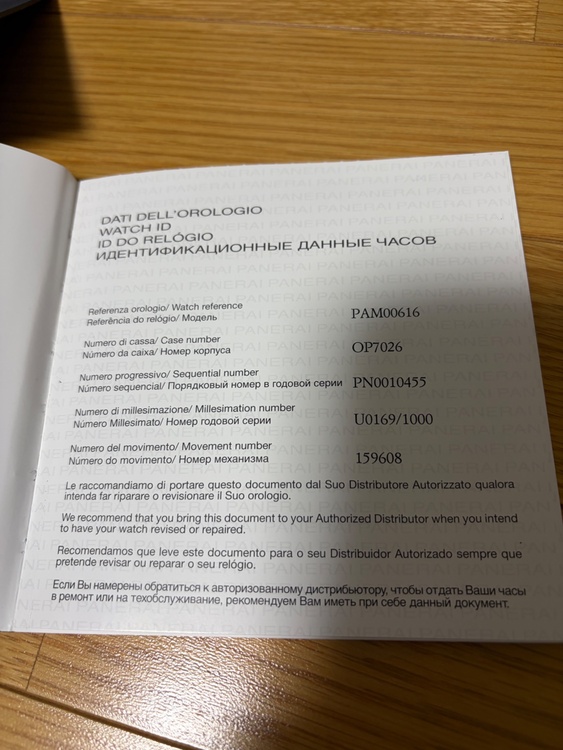 DATI DELL'OROLOGIO
WATCH ID
ID DO RELÓGIO
ИДЕНТИФИКАЦИОННЫЕ ДАННЫЕ ЧАСОВ
Referenza orologio/ Watch reference
Referência do relógio/ Модель
PAM00616
Numero di cassa/ Case number
Número da caixa/ Номер корпуса
OP7026
Numero progressivo/ Sequential number
Número sequencial/ Порядковый номер в годовой серии
PN0010455
Numero di millesimazione/ Millesimation number
Número Millesimato/ Номер годовой серии
U0169/1000
Numero del movimento/ Movement number
Número do movimento/ Номер механизма
159608
Le raccomandiamo di portare questo documento dal Suo Distributore Autorizzato qualora
intenda far riparare o revisionare il Suo orologio.
We recommend that you bring this document to your Authorized Distributor when you intend
to have your watch revised or repaired.
Recomendamos que leve este documento para o seu Distribuidor Autorizado sempre que
pretende revisar ou reparar o seu relógio.
Если Вы намерены обратиться к авторизованному дистрибьютору, чтобы отдать Ваши часы
в ремонт или на техобслуживание, рекомендуем Вам иметь при себе данный документ.